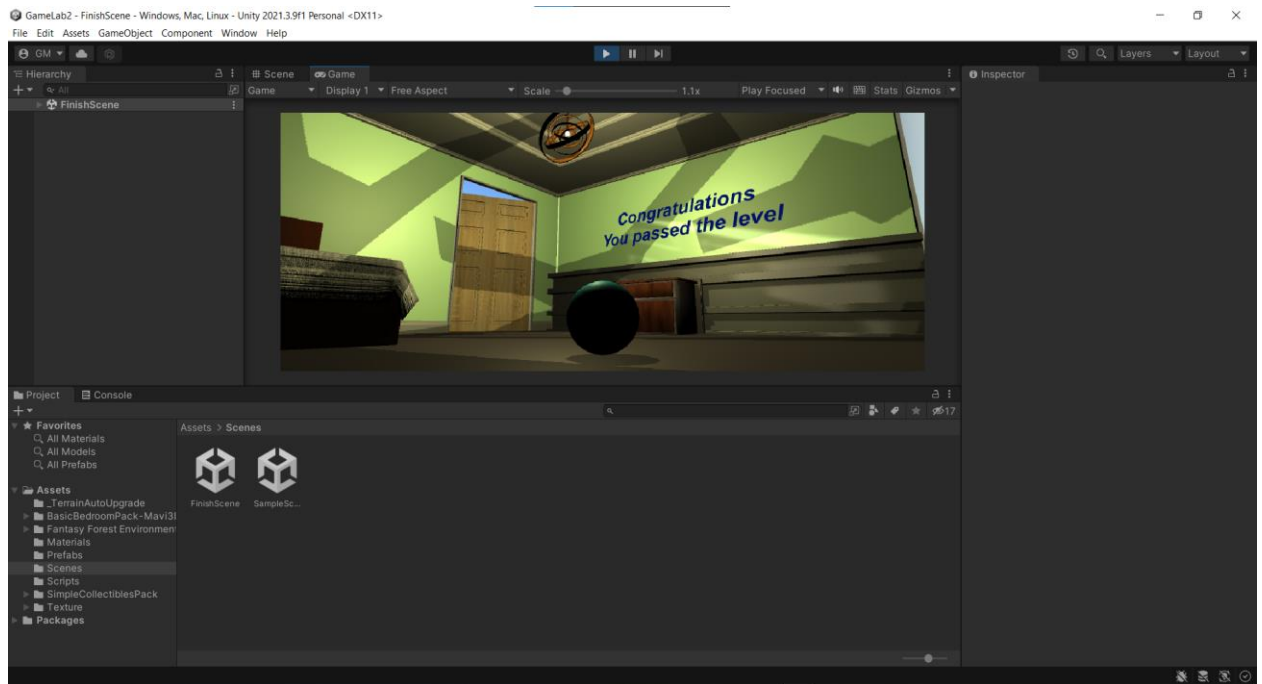 GameLab2 - FinishScene - Windows, Mac, Linux - Unity 2021.3.9f1 Personal <DX11>
File Edit Assets GameObject Component Window Help
GM Layers Layout
Hierarchy Scene Game Inspector
All Game Display 1 Free Aspect Scale 1.1x Play Focused Stats Gizmos
FinishScene
Congratulations
You passed the level
Project Console
17
Favorites
All Materials
All Models
All Prefabs
Assets
_TerrainAutoUpgrade
BasicBedroomPack-Mavi3
Fantasy Forest Environmen
Materials
Prefabs
Scenes
Scripts
SimpleCollectiblesPack
Texture
Packages
Assets > Scenes
FinishScene SampleSc...